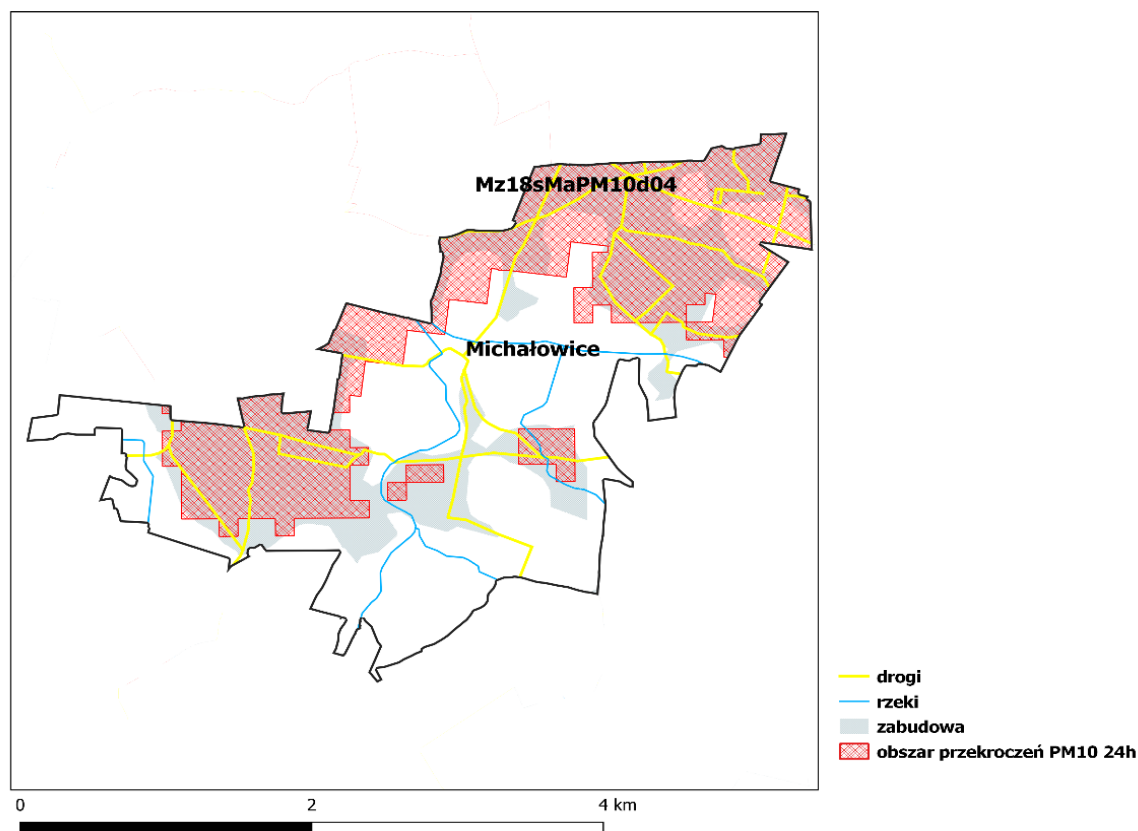 Mz18sMaPM10d04
Michałowice
drogi
rzeki
zabudowa
obszar przekroczeń PM10 24h
0 2 4 km